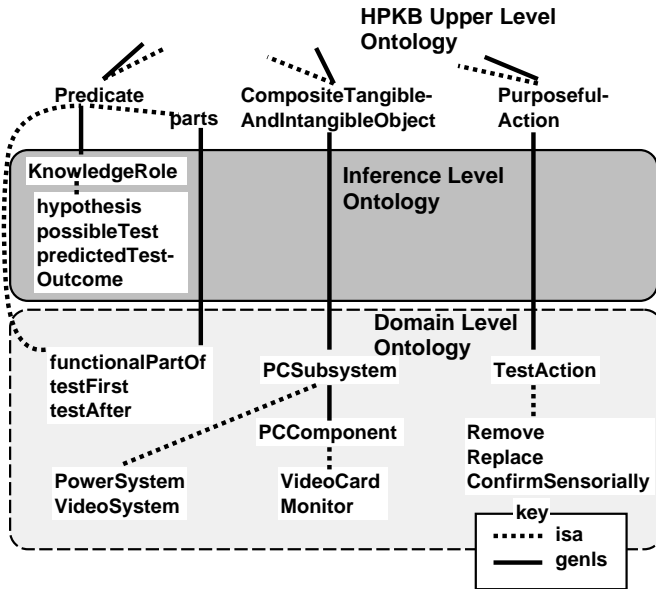 HPKB Upper Level
Ontology
Predicate
parts
CompositeTangible-
AndIntangibleObject
Purposeful-
Action
KnowledgeRole
hypothesis
possibleTest
predictedTest-
Outcome
Inference Level
Ontology
Domain Level
Ontology
functionalPartOf
testFirst
testAfter
PCSubsystem
TestAction
PCComponent
Remove
Replace
ConfirmSensorially
PowerSystem
VideoSystem
VideoCard
Monitor
key
isa
genls